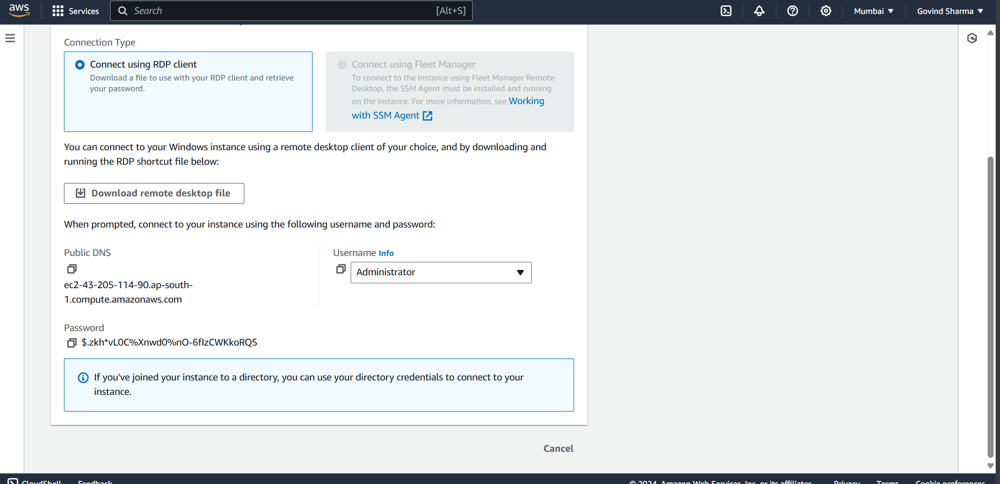 aws
Services
Search
[Alt+S]
Mumbai ▼
Govind Sharma ▼
Connection Type
Connect using RDP client
Download a file to use with your RDP client and retrieve
your password.
Connect using Fleet Manager
To connect to the instance using Fleet Manager Remote
Desktop, the SSM Agent must be installed and running
on the instance. For more information, see Working
with SSM Agent
You can connect to your Windows instance using a remote desktop client of your choice, and by downloading and
running the RDP shortcut file below:
Download remote desktop file
When prompted, connect to your instance using the following username and password:
Public DNS
ec2-43-205-114-90.ap-south-
1.compute.amazonaws.com
Username Info
Administrator
Password
$.zkh*vL0C%Xnwd0%nO-6fIzCWKkoRQS
If you've joined your instance to a directory, you can use your directory credentials to connect to your
instance.
Cancel
CloudShell
Feedback
© 2024, Amazon Web Services, Inc. or its affiliates.
Privacy
Terms
Cookie preferences